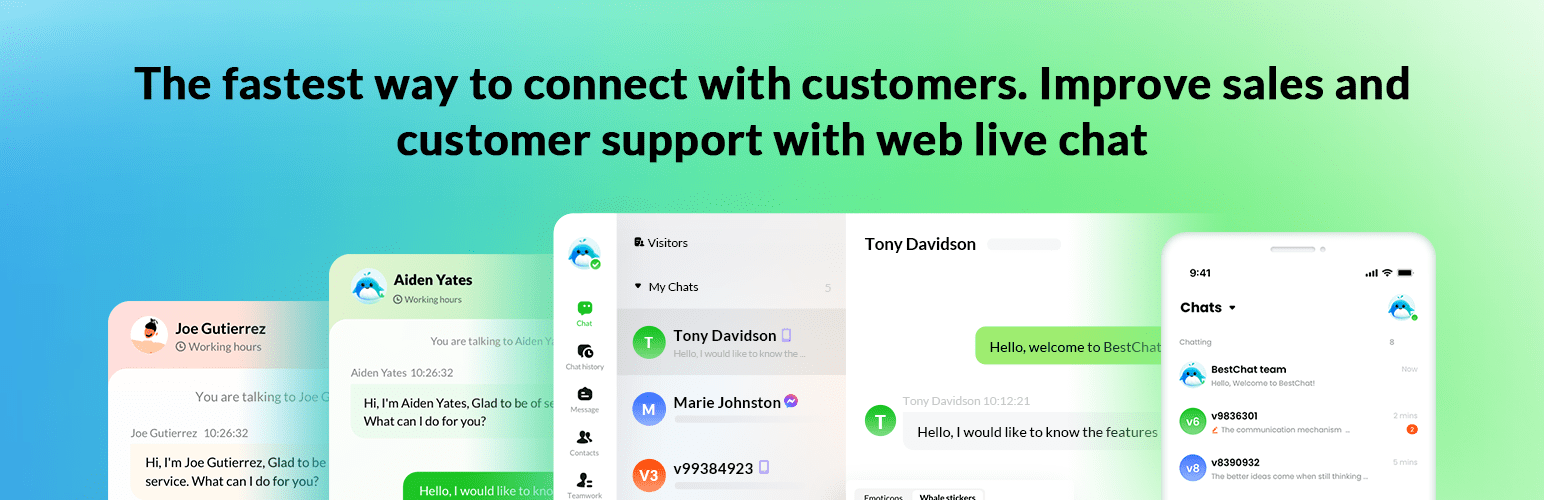 The fastest way to connect with customers. Improve sales and
customer support with web live chat
Joe Gutierrez
Working hours
You are talking to Joe G
Joe Gutierrez 10:26:32
Hi, I'm Joe Gutierrez, Glad to be
service. What can I do for you?
Aiden Yates
Working hours
You are talking to Aiden Ya
Aiden Yates 10:26:32
Hi, I'm Aiden Yates, Glad to be of se
What can I do for you?
Hello, I would like to kno
Chat
Chat history
Message
Contacts
Teamwork
Visitors
My Chats 5
T
Tony Davidson
Hello, I would like to know the ...
M
Marie Johnston
V3
v99384923
Tony Davidson
Hello, welcome to BestChat
Tony Davidson 10:12:21
T
Hello, I would like to know the features
Emoticons Whale stickers
9:41
Chats
Chatting 8
BestChat team Now
Hello, Welcome to BestChat!
v6
v9836301 2 mins
The communication mechanism ... 2
v8
v8390932 5 mins
The better ideas come when still thinking ...